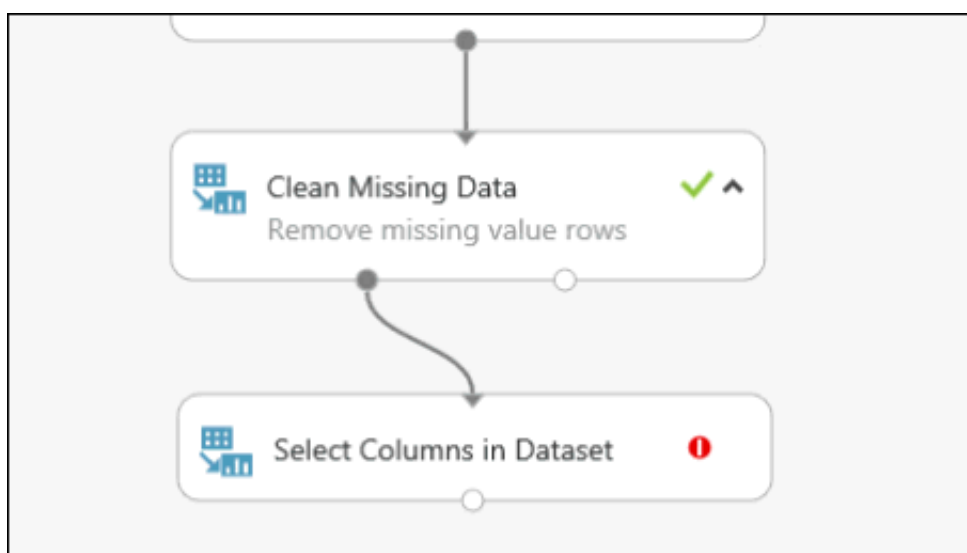 Clean Missing Data
Remove missing value rows
Select Columns in Dataset